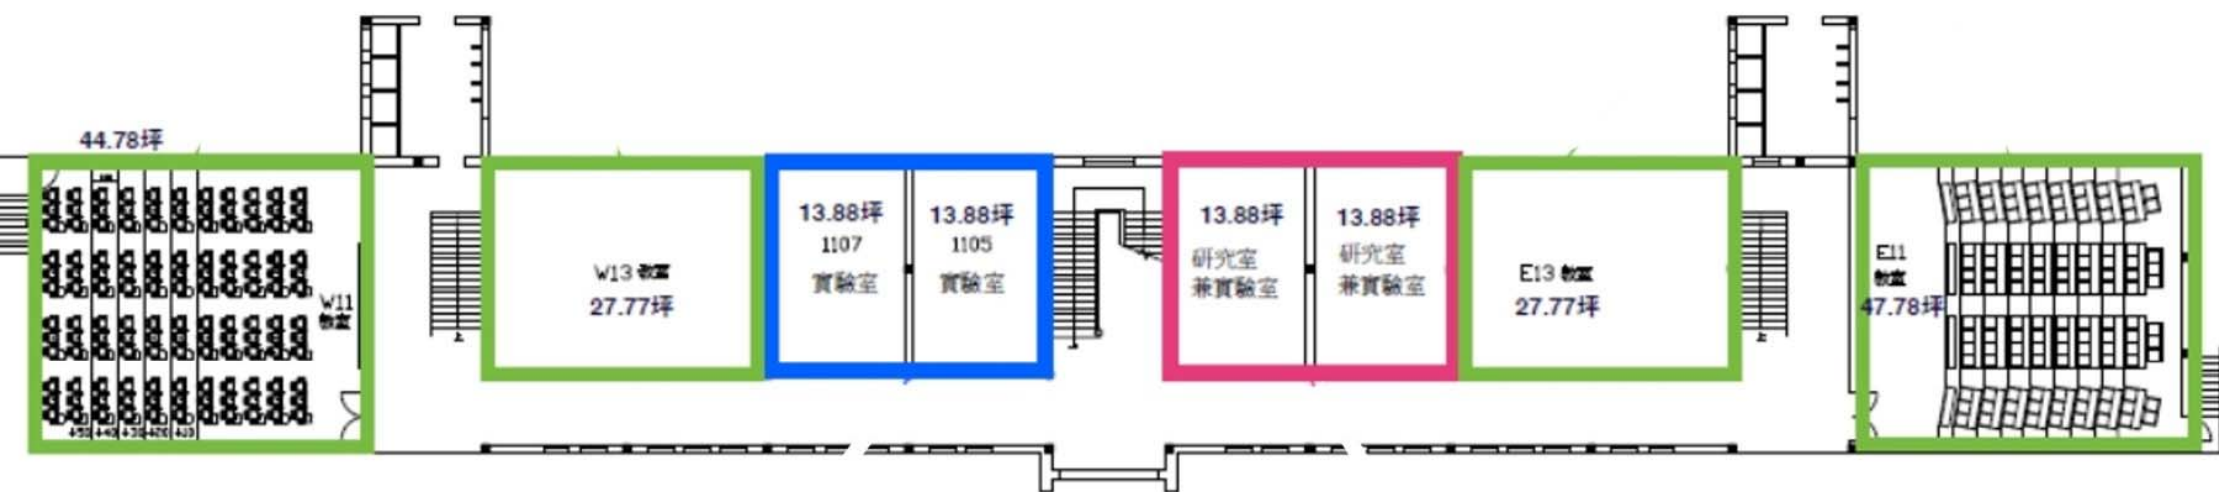 44.78坪
W11
教室
W13 教室
27.77坪
13.88坪
1107
實驗室
13.88坪
1105
實驗室
13.88坪
研究室
兼實驗室
13.88坪
研究室
兼實驗室
E13 教室
27.77坪
E11
教室
47.78坪